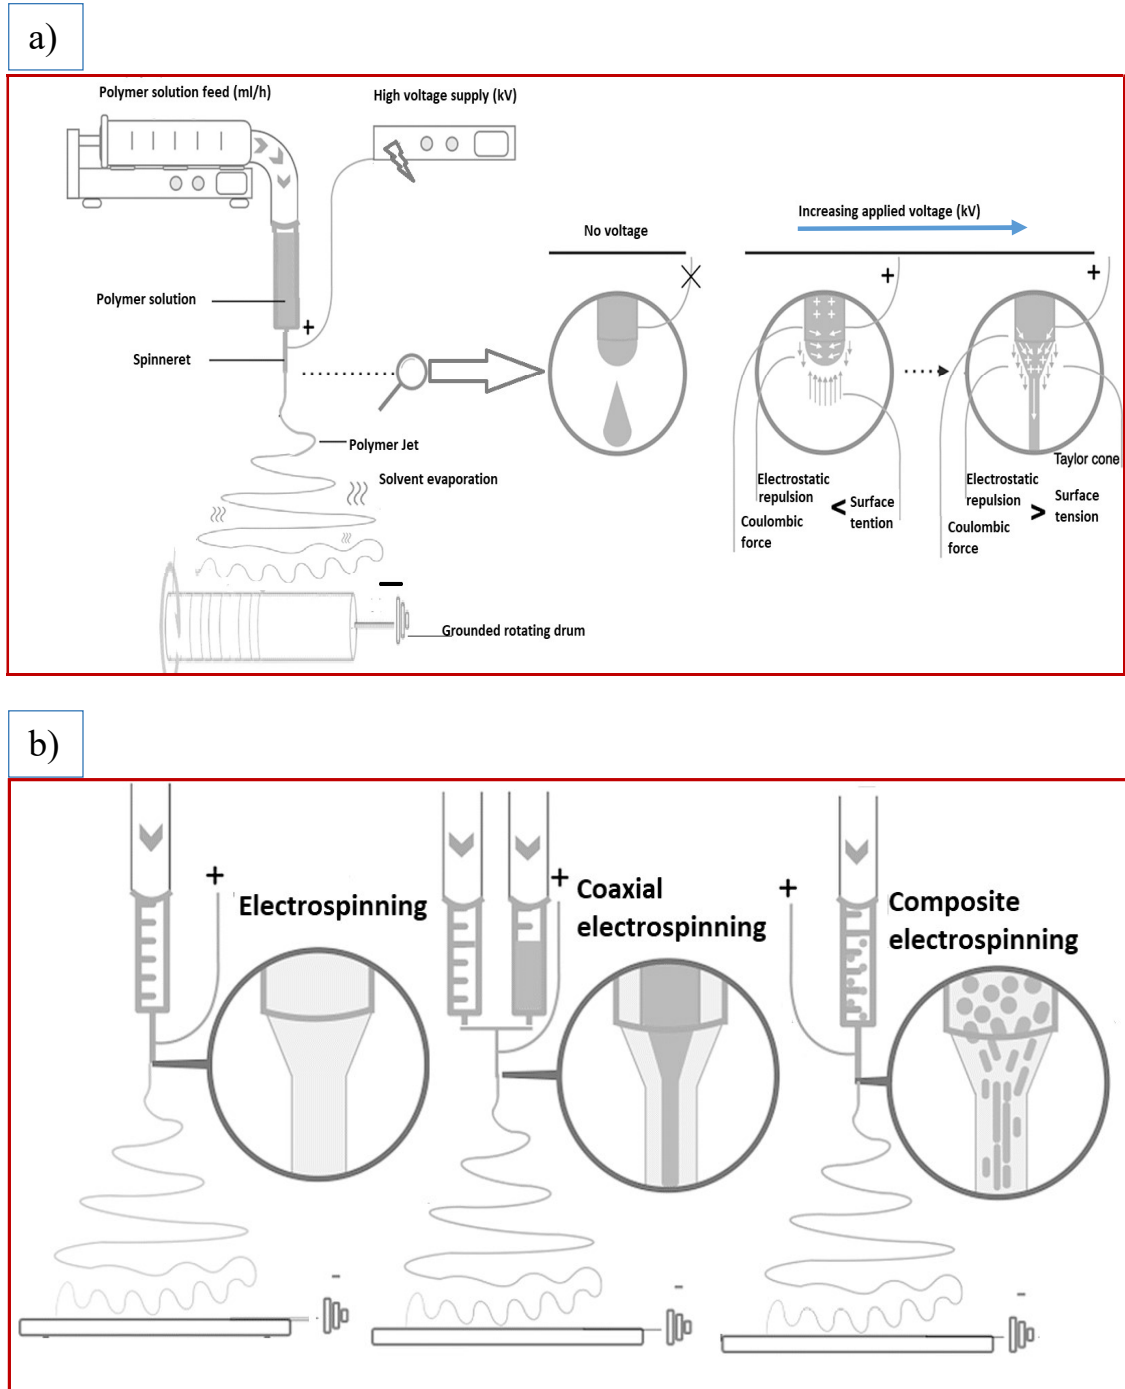 a)
Polymer solution feed (ml/h)
High voltage supply (kV)
Increasing applied voltage (kV)
No voltage
+
+
Polymer solution
+
Spinneret
Polymer Jet
Solvent evaporation
Taylor cone
Electrostatic
repulsion
<
Surface
tention
Coulombic
force
Electrostatic
repulsion
>
Surface
tension
Coulombic
force
Grounded rotating drum
b)
+
Electrospinning
+
Coaxial
electrospinning
+
Composite
electrospinning
-
-
-